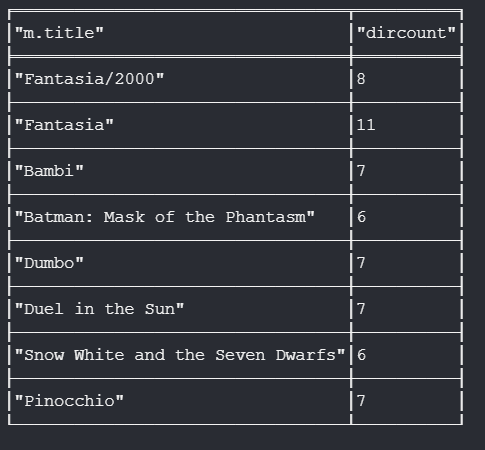 "m.title" "dircount"
"Fantasia/2000" 8
"Fantasia" 11
"Bambi" 7
"Batman: Mask of the Phantasm" 6
"Dumbo" 7
"Duel in the Sun" 7
"Snow White and the Seven Dwarfs" 6
"Pinocchio" 7